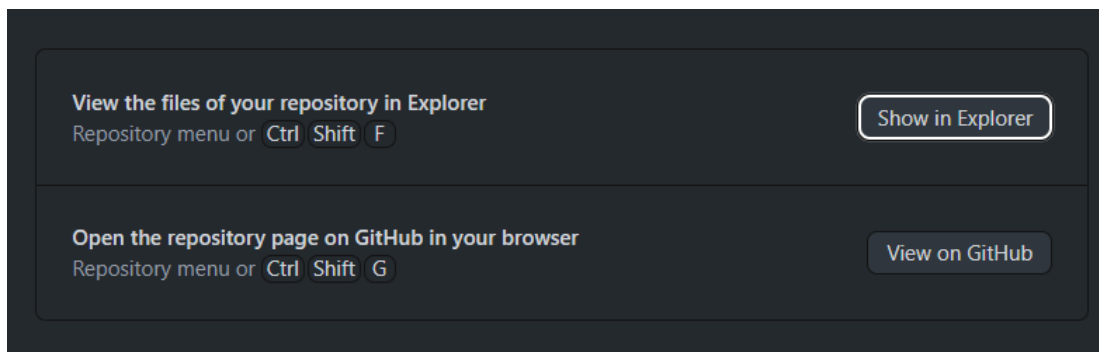 View the files of your repository in Explorer
Repository menu or Ctrl Shift F
Show in Explorer
Open the repository page on GitHub in your browser
Repository menu or Ctrl Shift G
View on GitHub